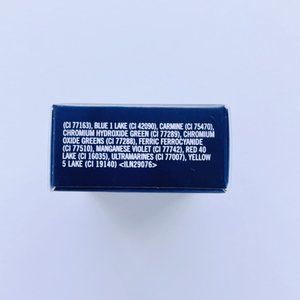 (CI 77163), BLUE 1 LAKE (CI 42090), CARMINE (CI 75470),
CHROMIUM HYDROXIDE GREEN (CI 77289), CHROMIUM
OXIDE GREENS (CI 77288), FERRIC FERROCYANIDE
(CI 77510), MANGANESE VIOLET (CI 77742), RED 40
LAKE (CI 16035), ULTRAMARINES (CI 77007), YELLOW
5 LAKE (CI 19140) <ILN29076>